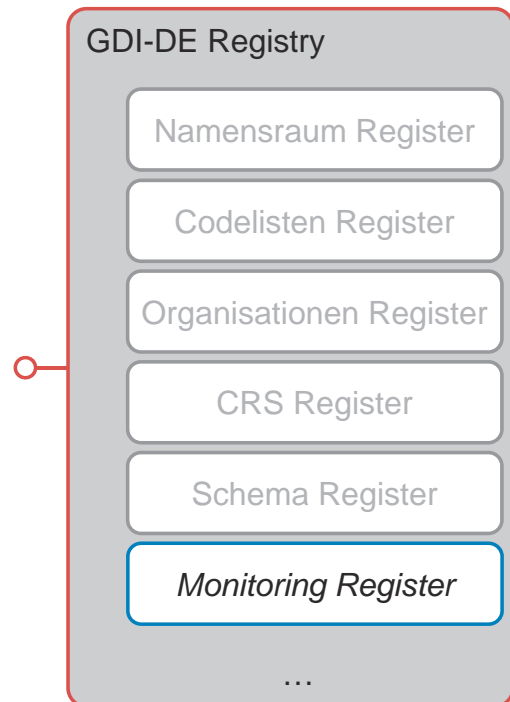 GDI-DE Registry
Namensraum Register
Codelisten Register
Organisationen Register
CRS Register
Schema Register
Monitoring Register
…